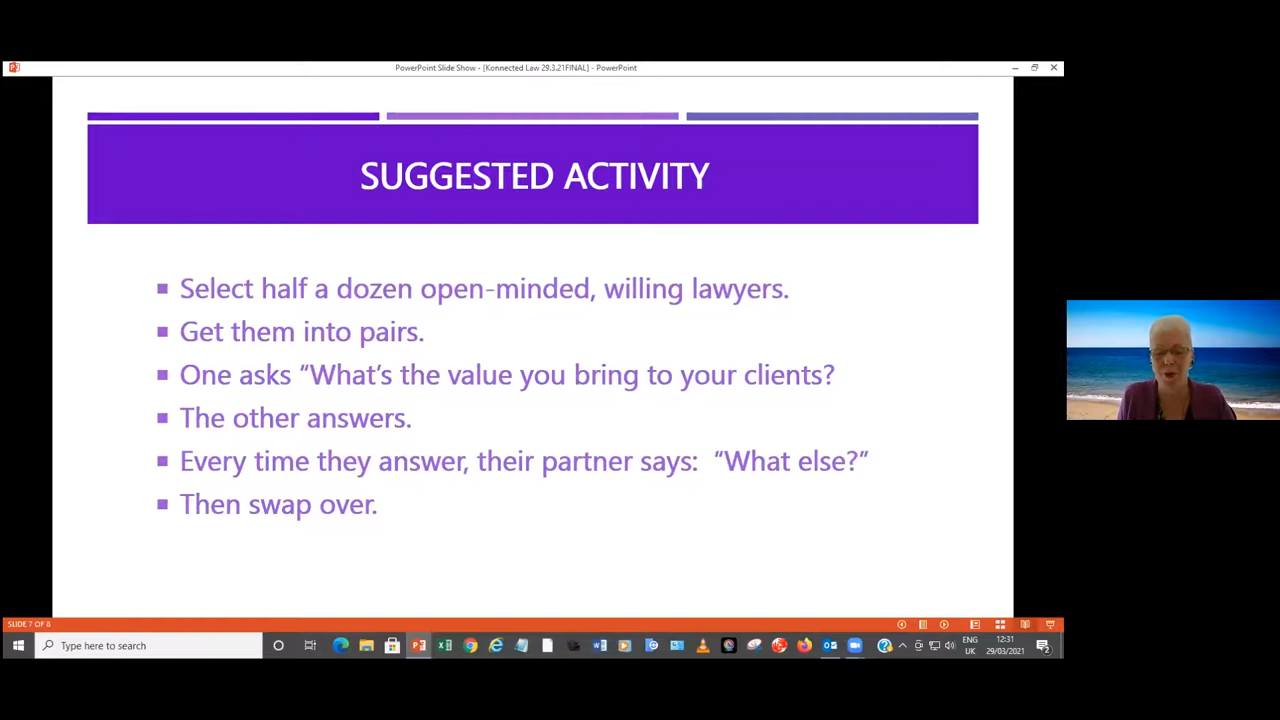 PowerPoint Slide Show - [Konnected Law 29.3.21FINAL] - PowerPoint
SUGGESTED ACTIVITY
Select half a dozen open-minded, willing lawyers.
Get them into pairs.
One asks “What’s the value you bring to your clients?
The other answers.
Every time they answer, their partner says:  “What else?”
Then swap over.
SLIDE 7 OF 8
Type here to search
ENG
UK
12:31
29/03/2021
2